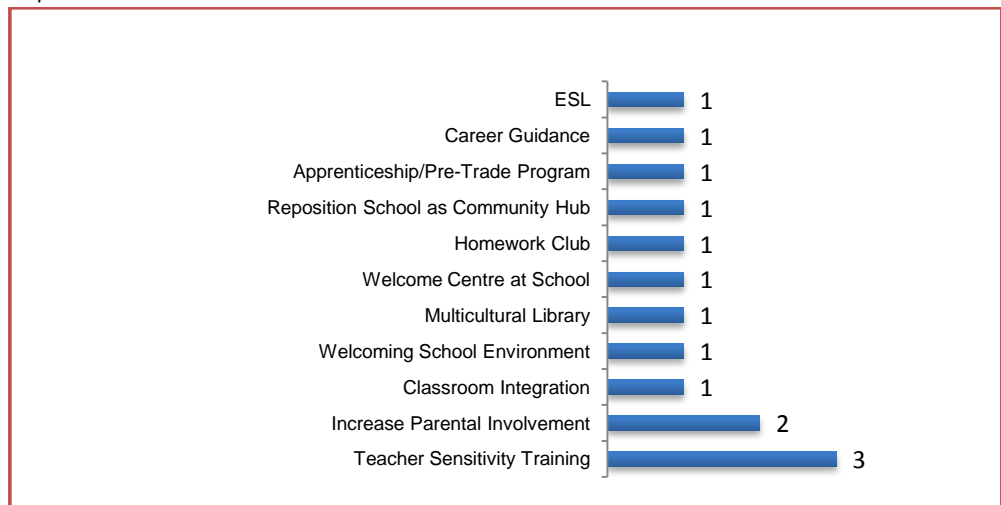 ESL 1
Career Guidance 1
Apprenticeship/Pre-Trade Program 1
Reposition School as Community Hub 1
Homework Club 1
Welcome Centre at School 1
Multicultural Library 1
Welcoming School Environment 1
Classroom Integration 1
Increase Parental Involvement 2
Teacher Sensitivity Training 3